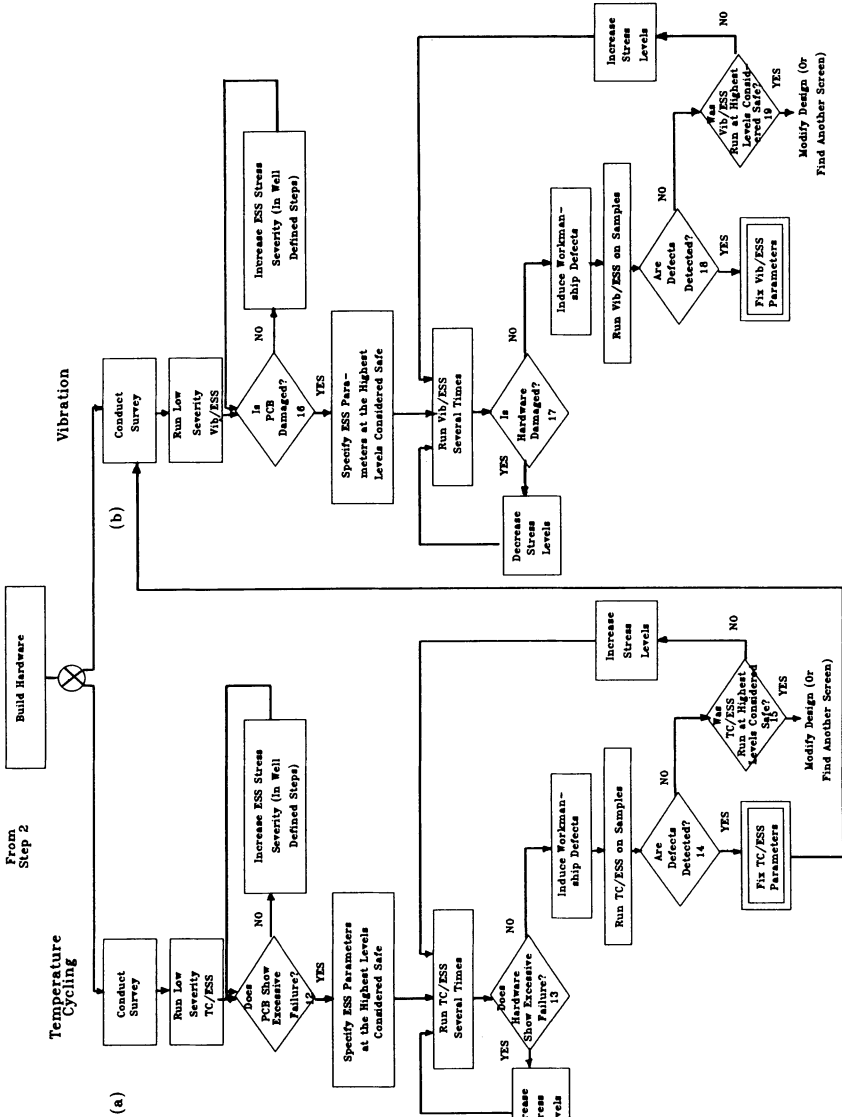 From
Step 2
Build Hardware
Temperature
Cycling
(a)
Conduct
Survey
Run Low
Severity
TC/ESS
Does
PCB Show
Excessive
Failure?
12
NO
Increase ESS Stress
Severity (In Well
Defined Steps)
YES
Specify ESS Parameters
at the Highest Levels
Considered Safe
Run TC/ESS
Several Times
Does
Hardware
Show Excessive
Failure?
13
YES
NO
Induce Workman-
ship Defects
Run TC/ESS on Samples
Are
Defects
Detected?
14
YES
Fix TC/ESS
Parameters
NO
Was
TC/ESS
Run at Highest
Levels Considered
Safe?
15
NO
Increase
Stress
Levels
YES
Modify Design (Or
Find Another Screen)
Vibration
(b)
Conduct
Survey
Run Low
Severity
Vib/ESS
Is
PCB
Damaged?
16
NO
Increase ESS Stress
Severity (In Well
Defined Steps)
YES
Specify ESS Para-
meters at the Highest
Levels Considered Safe
Run Vib/ESS
Several Times
Is
Hardware
Damaged?
17
YES
Decrease
Stress
Levels
NO
Induce Workman-
ship Defects
Run Vib/ESS on Samples
Are
Defects
Detected?
18
YES
Fix Vib/ESS
Parameters
NO
Was
Vib/ESS
Run at Highest
Levels Consid-
ered Safe?
19
NO
Increase
Stress
Levels
YES
Modify Design (Or
Find Another Screen)